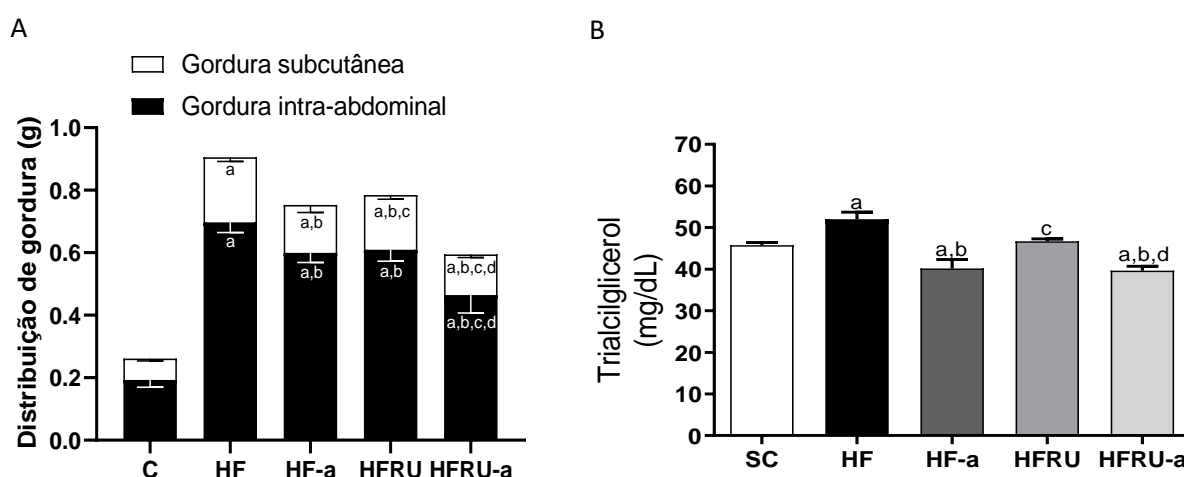 A
Gordura subcutânea
Gordura intra-abdominal
Distribuição de gordura (g)
1.0
0.8
0.6
0.4
0.2
0.0
a
a
a,b
a,b
a,b,c
a,b
a,b,c,d
a,b,c,d
C HF HF-a HFRU HFRU-a
B
Trialcilglicerol
(mg/dL)
70
60
50
40
30
20
10
0
a
a,b
c
a,b,d
SC HF HF-a HFRU HFRU-a